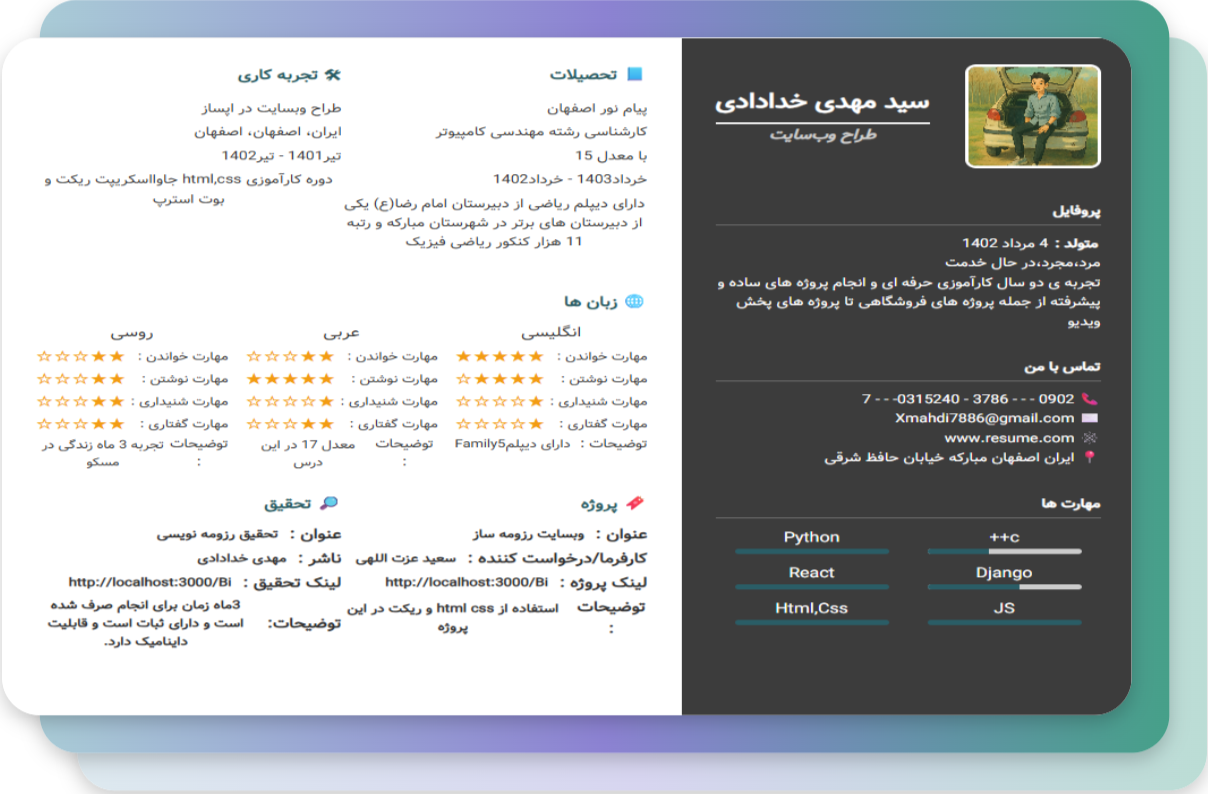 سید مهدی خدادادی
طراح وب‌سایت
پروفایل
متولد : 4 مرداد 1402
مرد،مجرد،در حال خدمت
تجربه ی دو سال کارآموزی حرفه ای و انجام پروژه های ساده و
پیشرفته از جمله پروژه های فروشگاهی تا پروژه های پخش
ویدیو
تماس با من
0902 - - - 3786 - 0315240- - - 7
Xmahdi7886@gmail.com
www.resume.com
ایران اصفهان مبارکه خیابان حافظ شرقی
مهارت ها
++c
Python
Django
React
JS
Html,Css
تحصیلات
پیام نور اصفهان
کارشناسی رشته مهندسی کامپیوتر
با معدل 15
خرداد1403 - خرداد1402
دارای دیپلم ریاضی از دبیرستان امام رضا(ع) یکی
از دبیرستان های برتر در شهرستان مبارکه و رتبه
11 هزار کنکور ریاضی فیزیک
تجربه کاری
طراح وبسایت در اپساز
ایران، اصفهان، اصفهان
تیر1401 - تیر1402
دوره کارآموزی html,css جاوااسکریپت ریکت و
بوت استرپ
زبان ها
انگلیسی
مهارت خواندن : ★★★★★
مهارت نوشتن : ★★★★☆
مهارت شنیداری : ★☆☆☆☆
مهارت گفتاری : ★☆☆☆☆
توضیحات : دارای دیپلمFamily5
عربی
مهارت خواندن : ★★☆☆☆
مهارت نوشتن : ★★★★★
مهارت شنیداری : ★☆☆☆☆
مهارت گفتاری : ★★☆☆☆
توضیحات : معدل 17 در این
درس
روسی
مهارت خواندن : ★★☆☆☆
مهارت نوشتن : ★★☆☆☆
مهارت شنیداری : ★★☆☆☆
مهارت گفتاری : ★★☆☆☆
توضیحات : تجربه 3 ماه زندگی در
مسکو
پروژه
عنوان : وبسایت رزومه ساز
کارفرما/درخواست کننده : سعید عزت اللهی
لینک پروژه : http://localhost:3000/Bi
توضیحات : استفاده از html css و ریکت در این
پروژه
تحقیق
عنوان : تحقیق رزومه نویسی
ناشر : مهدی خدادادی
لینک تحقیق : http://localhost:3000/Bi
توضیحات: 3ماه زمان برای انجام صرف شده
است و دارای ثبات است و قابلیت
داینامیک دارد.